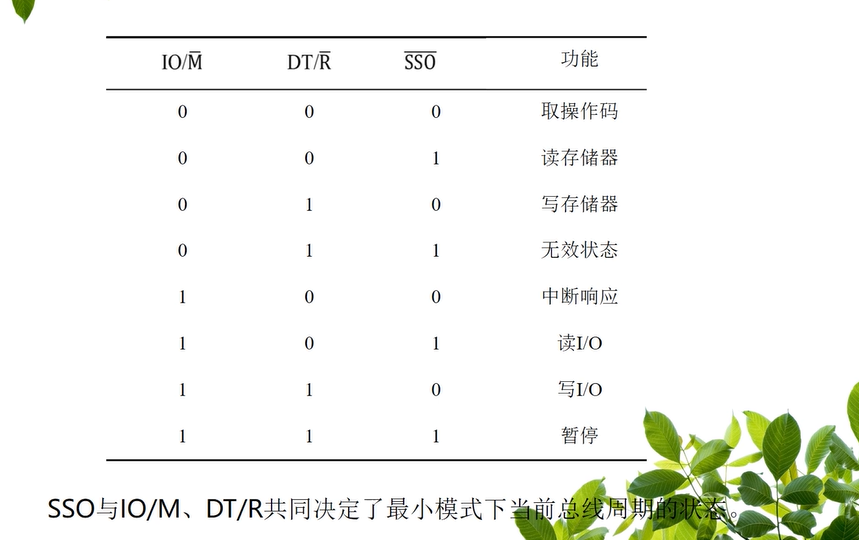 IO/M̅ DT/R̅ S̅S̅O̅ 功能
0 0 0 取操作码
0 0 1 读存储器
0 1 0 写存储器
0 1 1 无效状态
1 0 0 中断响应
1 0 1 读I/O
1 1 0 写I/O
1 1 1 暂停
SSO与IO/M、DT/R共同决定了最小模式下当前总线周期的状态。